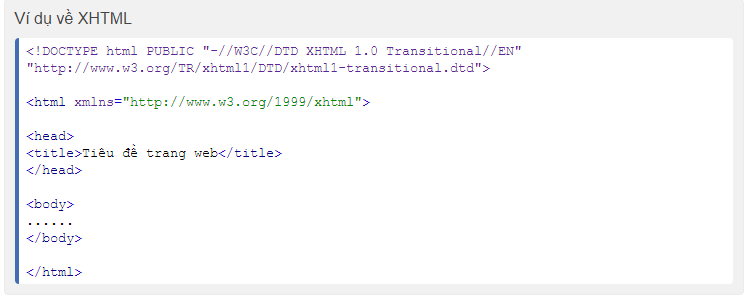 Ví dụ về XHTML
<!DOCTYPE html PUBLIC "-//W3C//DTD XHTML 1.0 Transitional//EN"
"http://www.w3.org/TR/xhtml1/DTD/xhtml1-transitional.dtd">
<html xmlns="http://www.w3.org/1999/xhtml">
<head>
<title>Tiêu đề trang web</title>
</head>
<body>
......
</body>
</html>